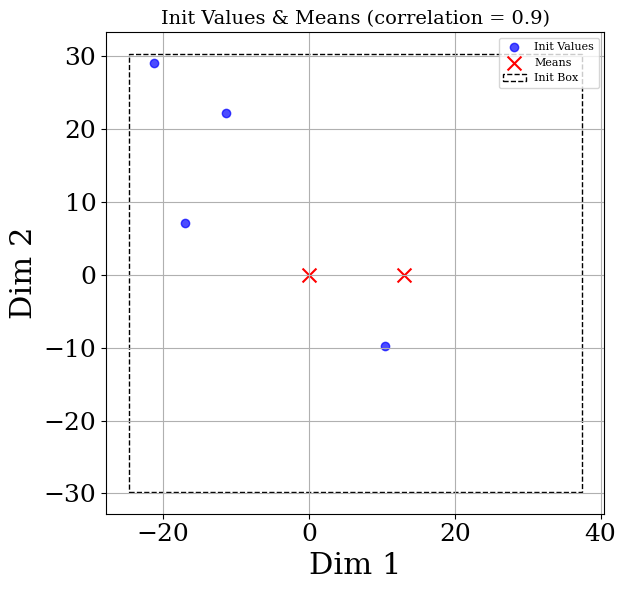 Init Values & Means (correlation = 0.9)
Init Values
Means
Init Box
30
20
10
0
−10
−20
−30
Dim 2
−20
0
20
40
Dim 1